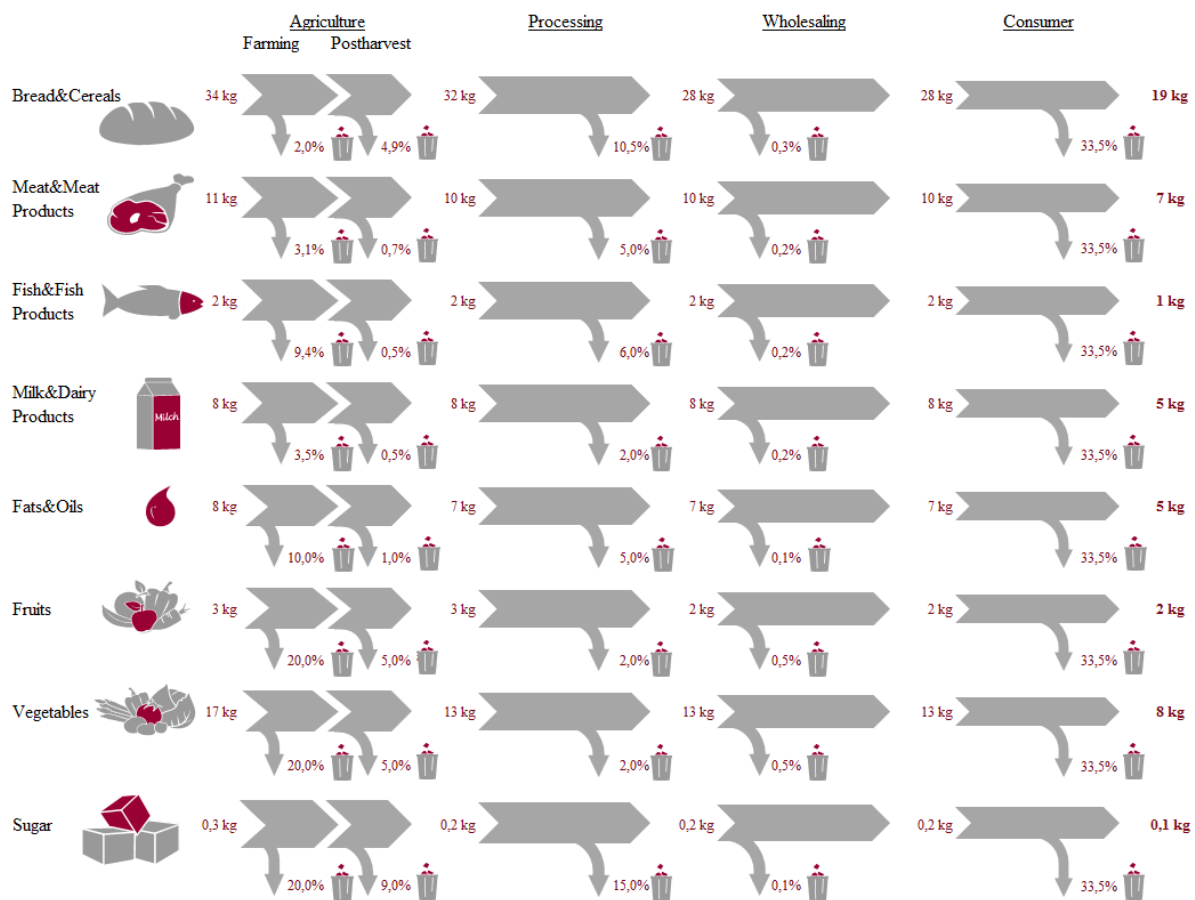 Agriculture Processing Wholesaling Consumer
Farming Postharvest
Bread&Cereals 34 kg 32 kg 28 kg 28 kg 19 kg
2,0% 4,9% 10,5% 0,3% 33,5%
Meat&Meat
Products 11 kg 10 kg 10 kg 10 kg 7 kg
3,1% 0,7% 5,0% 0,2% 33,5%
Fish&Fish
Products 2 kg 2 kg 2 kg 2 kg 1 kg
9,4% 0,5% 6,0% 0,2% 33,5%
Milk&Dairy
Products Milch 8 kg 8 kg 8 kg 8 kg 5 kg
3,5% 0,5% 2,0% 0,2% 33,5%
Fats&Oils 8 kg 7 kg 7 kg 7 kg 5 kg
10,0% 1,0% 5,0% 0,1% 33,5%
Fruits 3 kg 3 kg 2 kg 2 kg 2 kg
20,0% 5,0% 2,0% 0,5% 33,5%
Vegetables 17 kg 13 kg 13 kg 13 kg 8 kg
20,0% 5,0% 2,0% 0,5% 33,5%
Sugar 0,3 kg 0,2 kg 0,2 kg 0,2 kg 0,1 kg
20,0% 9,0% 15,0% 0,1% 33,5%